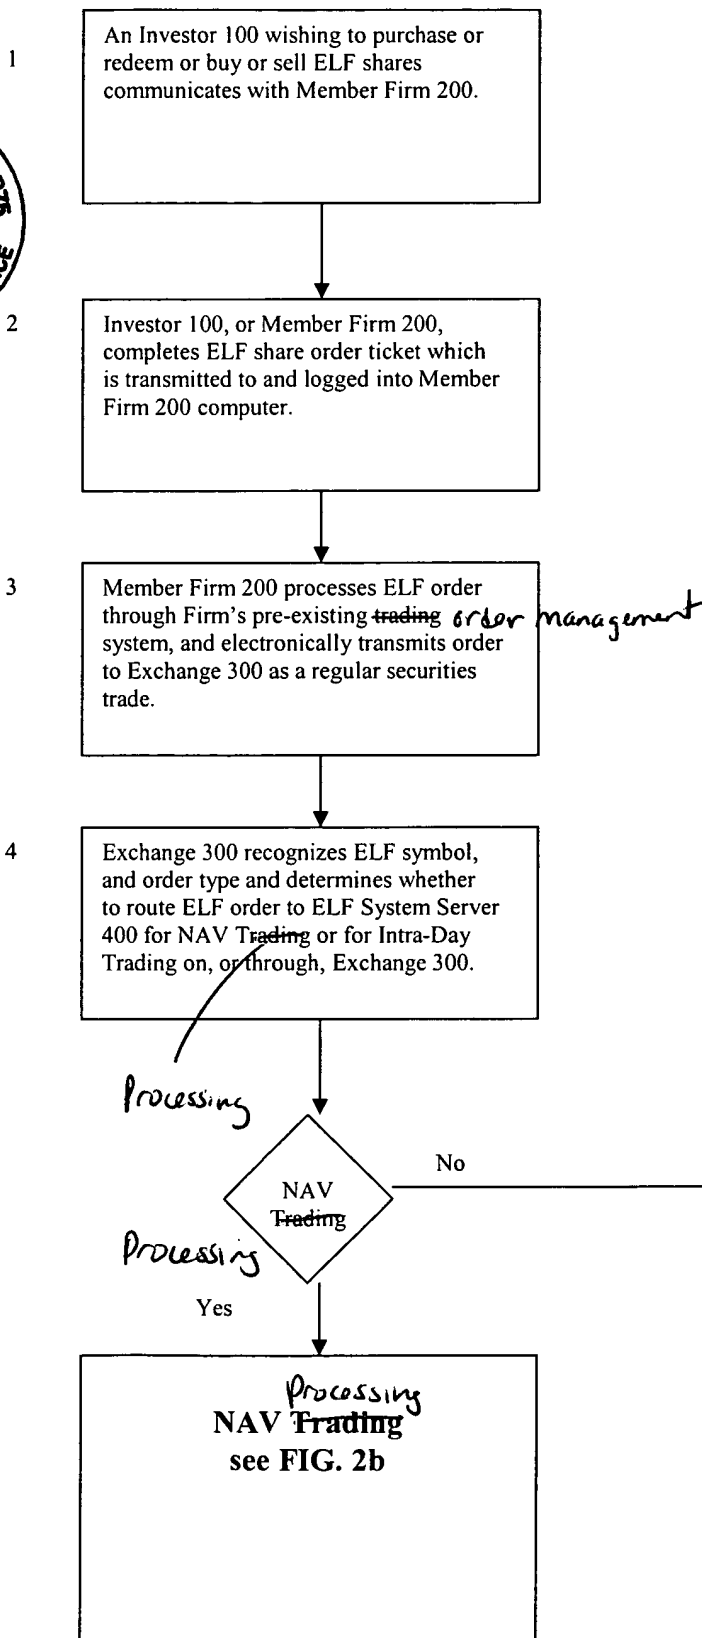 1
An Investor 100 wishing to purchase or
redeem or buy or sell ELF shares
communicates with Member Firm 200.
2
Investor 100, or Member Firm 200,
completes ELF share order ticket which
is transmitted to and logged into Member
Firm 200 computer.
3
Member Firm 200 processes ELF order
through Firm's pre-existing trading order management
system, and electronically transmits order
to Exchange 300 as a regular securities
trade.
4
Exchange 300 recognizes ELF symbol,
and order type and determines whether
to route ELF order to ELF System Server
400 for NAV Trading or for Intra-Day
Trading on, or through, Exchange 300.
Processing
No
NAV
Trading
Processing
Yes
Processing
NAV Trading
see FIG. 2b